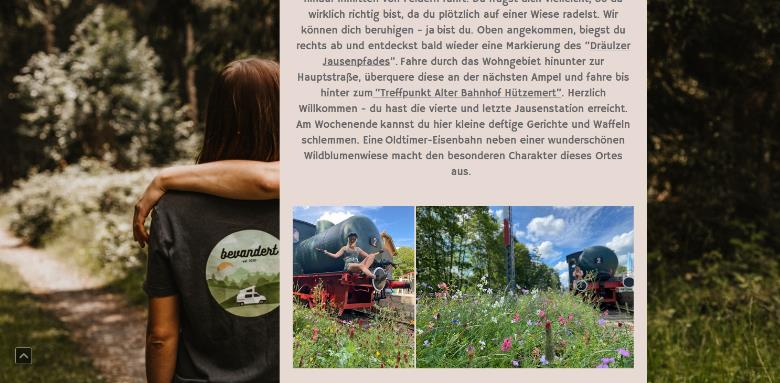 wirklich richtig bist, da du plötzlich auf einer Wiese radelst. Wir
können dich beruhigen – ja bist du. Oben angekommen, biegst du
rechts ab und entdeckst bald wieder eine Markierung des "Dräulzer
Jausenpfades". Fahre durch das Wohngebiet hinunter zur
Hauptstraße, überquere diese an der nächsten Ampel und fahre bis
hinter zum "Treffpunkt Alter Bahnhof Hützemert". Herzlich
Willkommen – du hast die vierte und letzte Jausenstation erreicht.
Am Wochenende kannst du hier kleine deftige Gerichte und Waffeln
schlemmen. Eine Oldtimer-Eisenbahn neben einer wunderschönen
Wildblumenwiese macht den besonderen Charakter dieses Ortes
aus.
bevandert
2